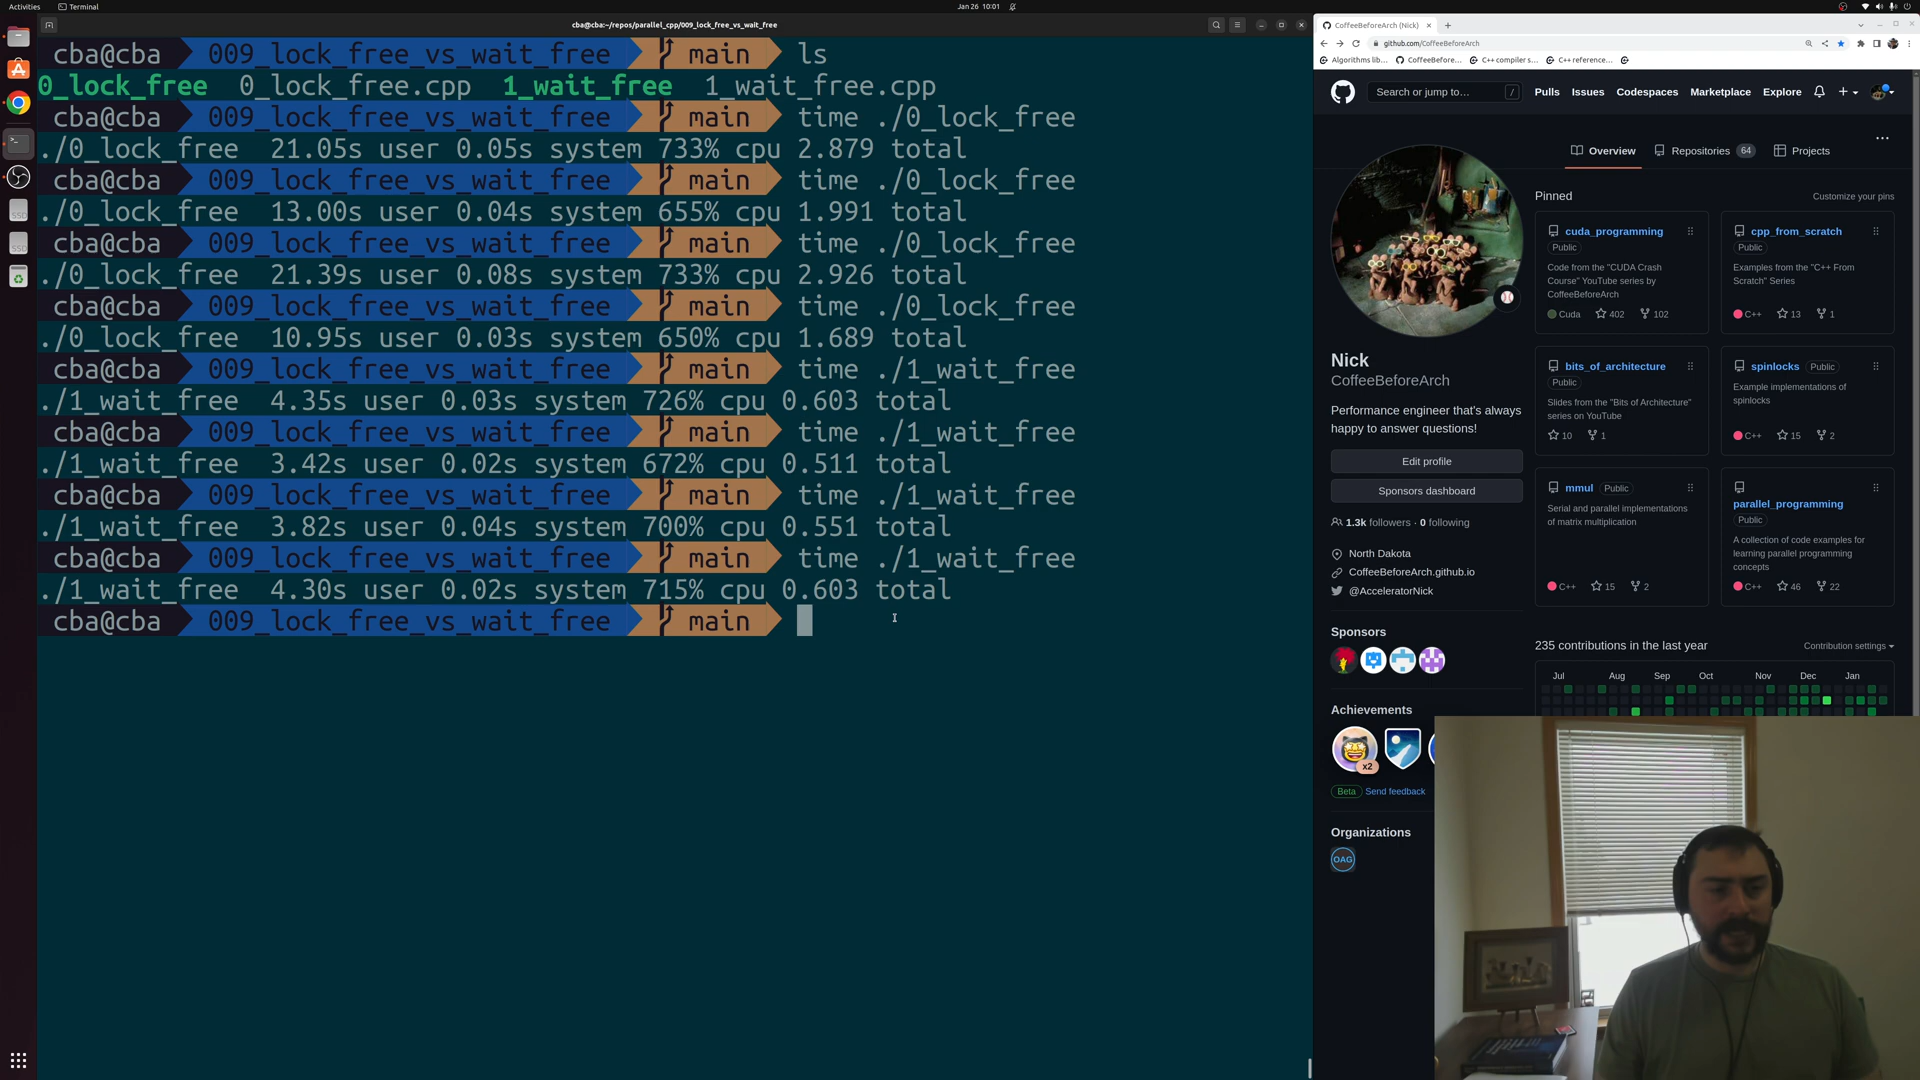 Activities
Terminal
Jan 26 10:01
cba@cba:~/repos/parallel_cpp/009_lock_free_vs_wait_free
cba@cba 009_lock_free_vs_wait_free main ls
0_lock_free 0_lock_free.cpp 1_wait_free 1_wait_free.cpp
cba@cba 009_lock_free_vs_wait_free main time ./0_lock_free
./0_lock_free 21.05s user 0.05s system 733% cpu 2.879 total
cba@cba 009_lock_free_vs_wait_free main time ./0_lock_free
./0_lock_free 13.00s user 0.04s system 655% cpu 1.991 total
cba@cba 009_lock_free_vs_wait_free main time ./0_lock_free
./0_lock_free 21.39s user 0.08s system 733% cpu 2.926 total
cba@cba 009_lock_free_vs_wait_free main time ./0_lock_free
./0_lock_free 10.95s user 0.03s system 650% cpu 1.689 total
cba@cba 009_lock_free_vs_wait_free main time ./1_wait_free
./1_wait_free 4.35s user 0.03s system 726% cpu 0.603 total
cba@cba 009_lock_free_vs_wait_free main time ./1_wait_free
./1_wait_free 3.42s user 0.02s system 672% cpu 0.511 total
cba@cba 009_lock_free_vs_wait_free main time ./1_wait_free
./1_wait_free 3.82s user 0.04s system 700% cpu 0.551 total
cba@cba 009_lock_free_vs_wait_free main time ./1_wait_free
./1_wait_free 4.30s user 0.02s system 715% cpu 0.603 total
cba@cba 009_lock_free_vs_wait_free main
SSD
SSD
CoffeeBeforeArch (Nick)
github.com/CoffeeBeforeArch
Algorithms lib...
CoffeeBefore...
C++ compiler s...
C++ reference...
Search or jump to... /
Pulls
Issues
Codespaces
Marketplace
Explore
Overview
Repositories 64
Projects
Nick
CoffeeBeforeArch
Performance engineer that's always
happy to answer questions!
Edit profile
Sponsors dashboard
1.3k followers · 0 following
North Dakota
CoffeeBeforeArch.github.io
@AcceleratorNick
Sponsors
Achievements
x2
Beta Send feedback
Organizations
OAG
Pinned
Customize your pins
cuda_programming
Public
Code from the "CUDA Crash
Course" YouTube series by
CoffeeBeforeArch
Cuda 402 102
cpp_from_scratch
Public
Examples from the "C++ From
Scratch" Series
C++ 13 1
bits_of_architecture
Public
Slides from the "Bits of Architecture"
series on YouTube
10 1
spinlocks Public
Example implementations of
spinlocks
C++ 15 2
mmul Public
Serial and parallel implementations
of matrix multiplication
C++ 15 2
parallel_programming
Public
A collection of code examples for
learning parallel programming
concepts
C++ 46 22
235 contributions in the last year
Contribution settings
Jul Aug Sep Oct Nov Dec Jan